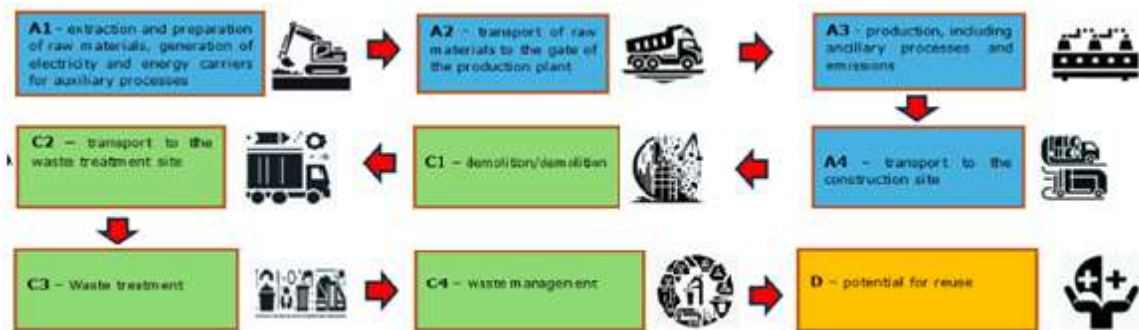 A1 - extraction and preparation
of raw materials, generation of
electricity and energy carriers
for auxiliary processes
A2 - transport of raw
materials to the gate of
the production plant
A3 - production, including
ancillary processes and
emissions
C2 – transport to the
waste treatment site
C1 – demolition/demolition
A4 – transport to the
construction site
C3 – Waste treatment
C4 – waste management
D – potential for reuse